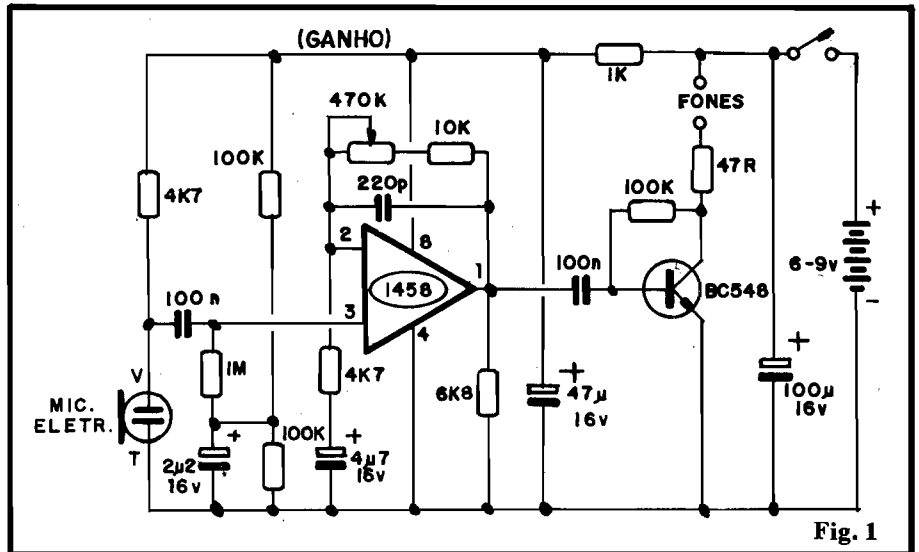 (GANHO)
1K
FONES
470K
10K
100K
47R
4K7
220p
100K
2
8
1
1458
100n
BC548
6-9v
+
-
100n
3
4
V
1M
4K7
6K8
+
47µ
16v
+
100µ
16v
MIC.
ELETR.
T
+
2µ2
16v
100K
+
4µ7
16v
Fig. 1